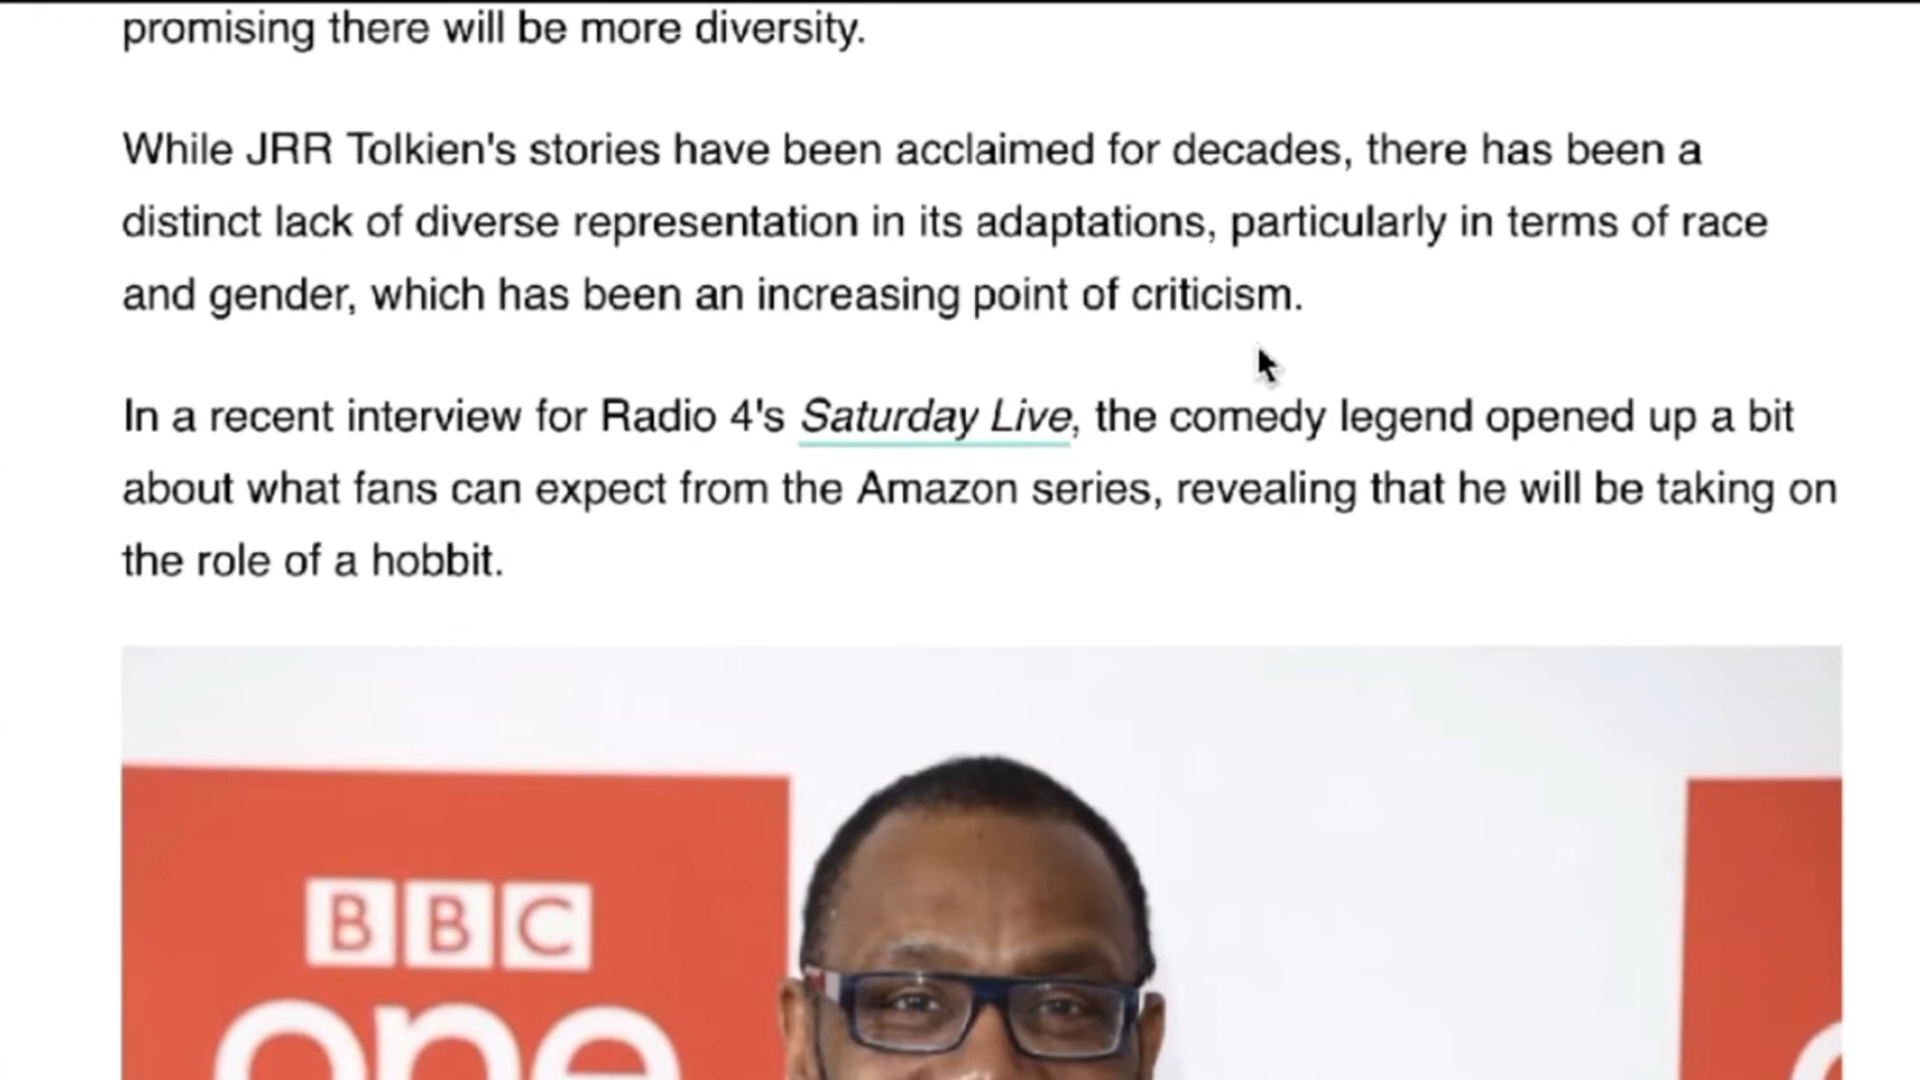 promising there will be more diversity.
While JRR Tolkien's stories have been acclaimed for decades, there has been a
distinct lack of diverse representation in its adaptations, particularly in terms of race
and gender, which has been an increasing point of criticism.
In a recent interview for Radio 4's Saturday Live, the comedy legend opened up a bit
about what fans can expect from the Amazon series, revealing that he will be taking on
the role of a hobbit.
BBC
one